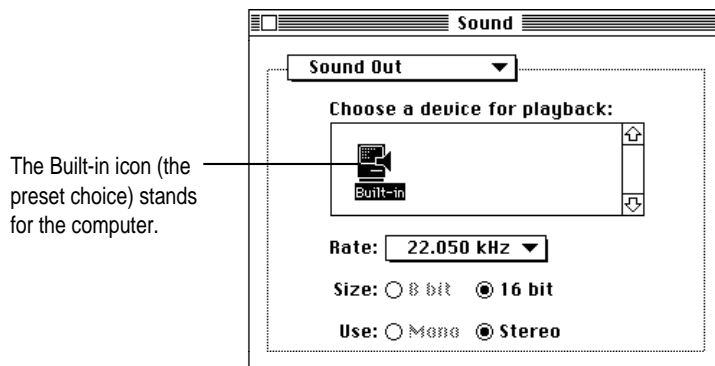 Sound
Sound Out
Choose a device for playback:
Built-in
The Built-in icon (the
preset choice) stands
for the computer.
Rate: 22.050 kHz
Size: 8 bit 16 bit
Use: Mono Stereo